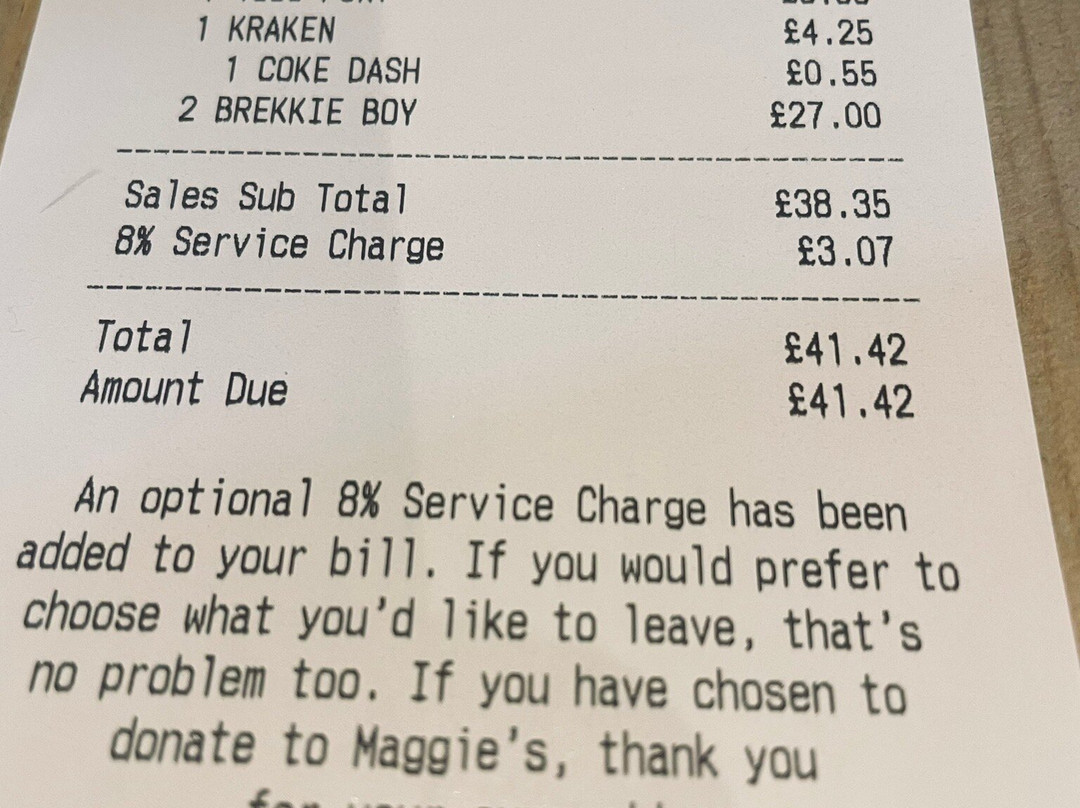 1 KRAKEN £4.25
1 COKE DASH £0.55
2 BREKKIE BOY £27.00
Sales Sub Total £38.35
8% Service Charge £3.07
Total £41.42
Amount Due £41.42
An optional 8% Service Charge has been
added to your bill. If you would prefer to
choose what you'd like to leave, that's
no problem too. If you have chosen to
donate to Maggie's, thank you
for your